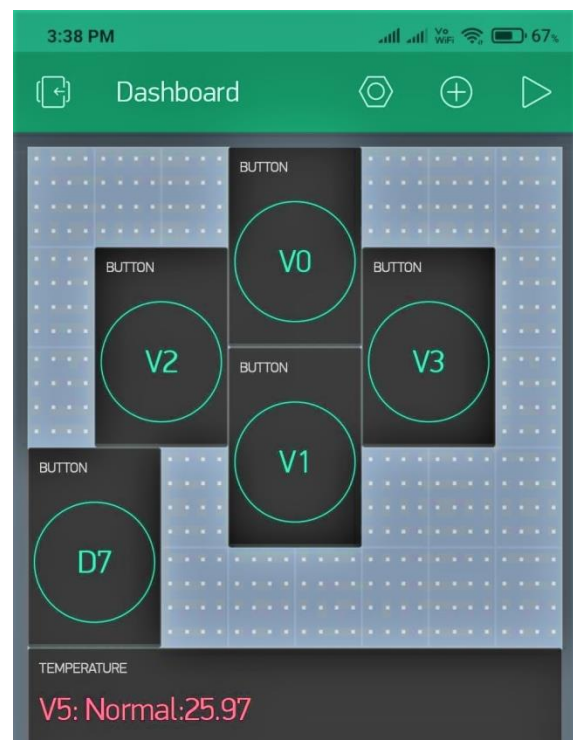 3:38 PM
Vo WiFi 67%
Dashboard
BUTTON
V0
BUTTON
V2
BUTTON
V3
BUTTON
V1
BUTTON
D7
TEMPERATURE
V5: Normal:25.97